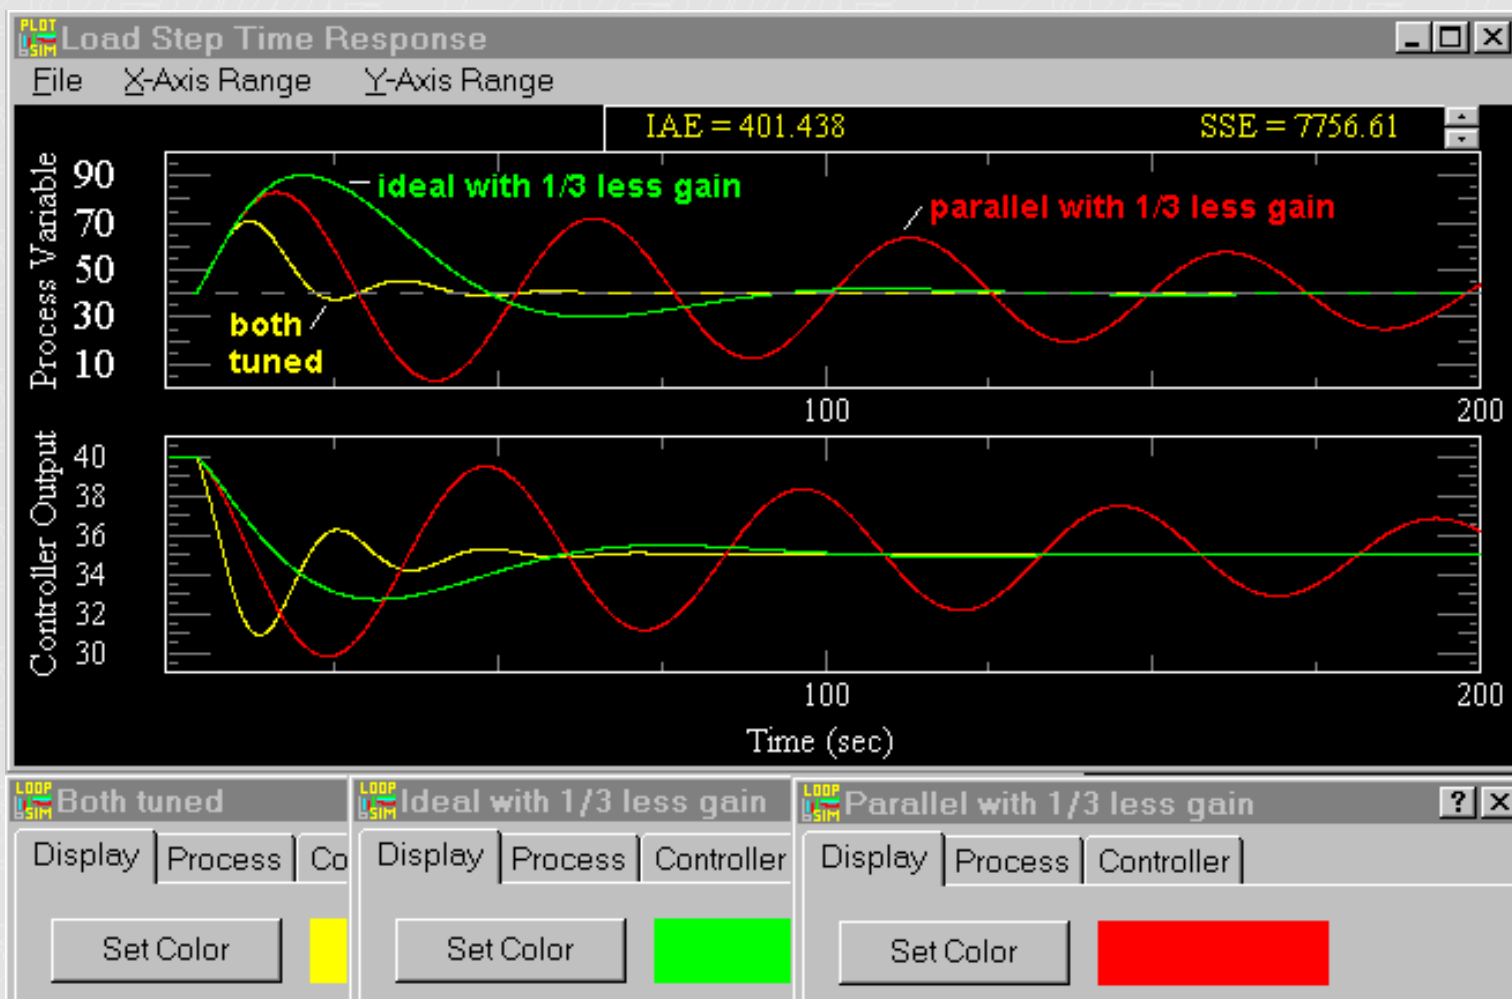 PLOT
SIM
Load Step Time Response
File X-Axis Range Y-Axis Range
IAE = 401.438 SSE = 7756.61
Process Variable
90
70
50
30
10
ideal with 1/3 less gain
parallel with 1/3 less gain
both
tuned
100 200
Controller Output
40
38
36
34
32
30
100 200
Time (sec)
LOOP
SIM
Both tuned
Display Process Co
Set Color
LOOP
SIM
Ideal with 1/3 less gain
Display Process Controller
Set Color
LOOP
SIM
Parallel with 1/3 less gain
Display Process Controller
Set Color